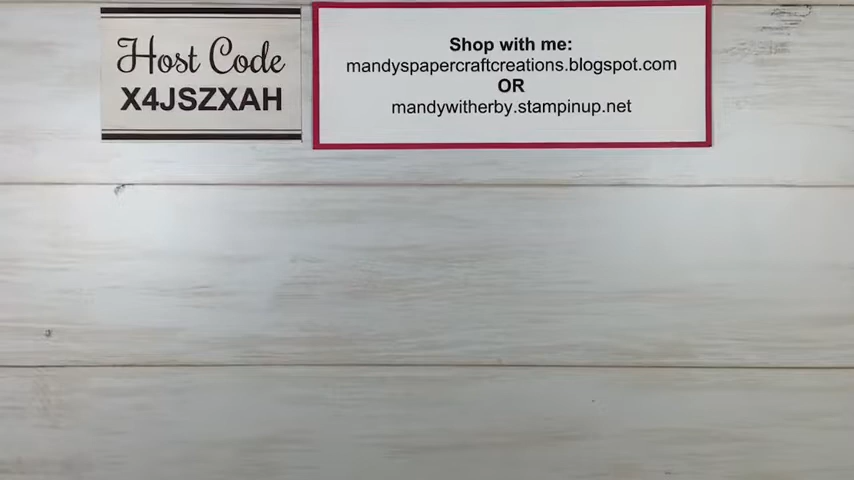 Host Code
X4JSZXAH
Shop with me:
mandyspapercraftcreations.blogspot.com
OR
mandywitherby.stampinup.net